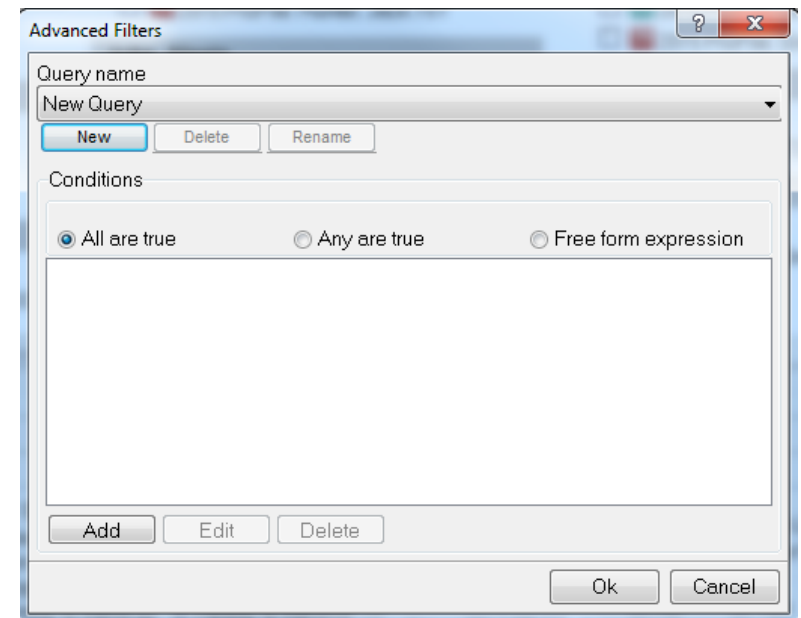 Advanced Filters
Query name
New Query
New Delete Rename
Conditions
All are true Any are true Free form expression
Add Edit Delete
Ok Cancel